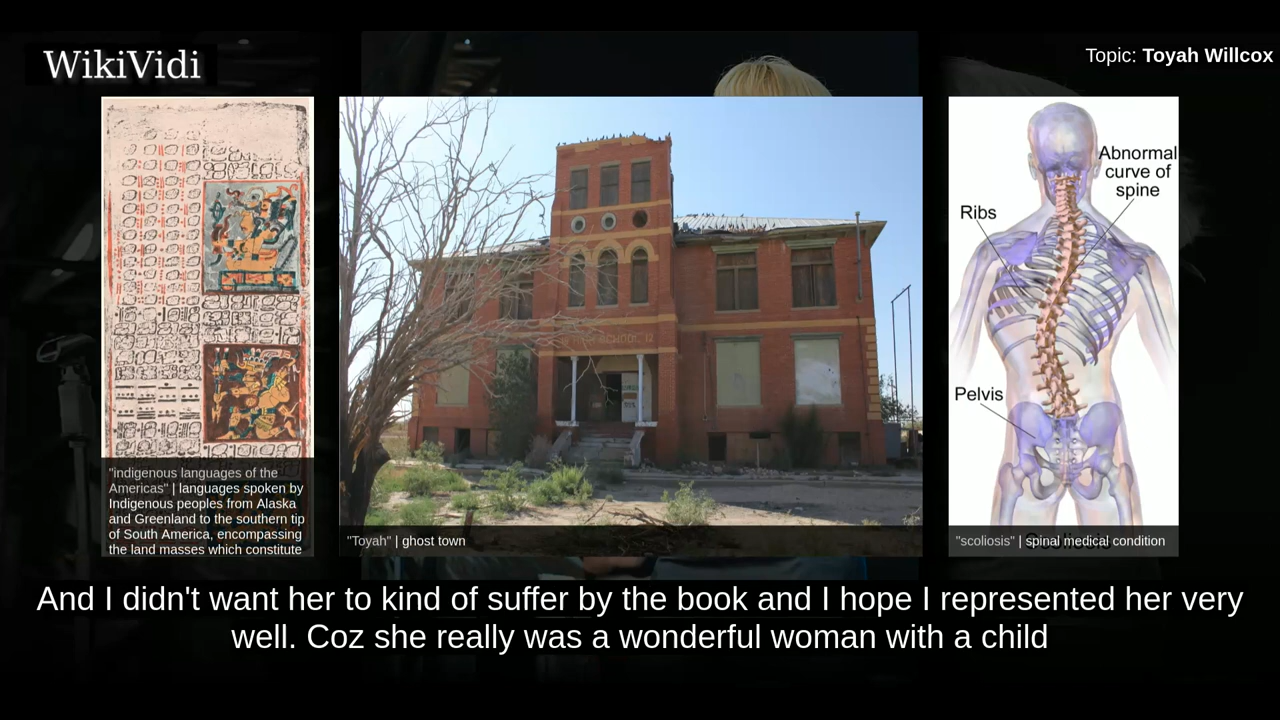 WikiVidi
Topic: Toyah Willcox
"indigenous languages of the
Americas" | languages spoken by
Indigenous peoples from Alaska
and Greenland to the southern tip
of South America, encompassing
the land masses which constitute
"Toyah" | ghost town
Abnormal
curve of
spine
Ribs
Pelvis
"scoliosis" | spinal medical condition
And I didn't want her to kind of suffer by the book and I hope I represented her very
well. Coz she really was a wonderful woman with a child